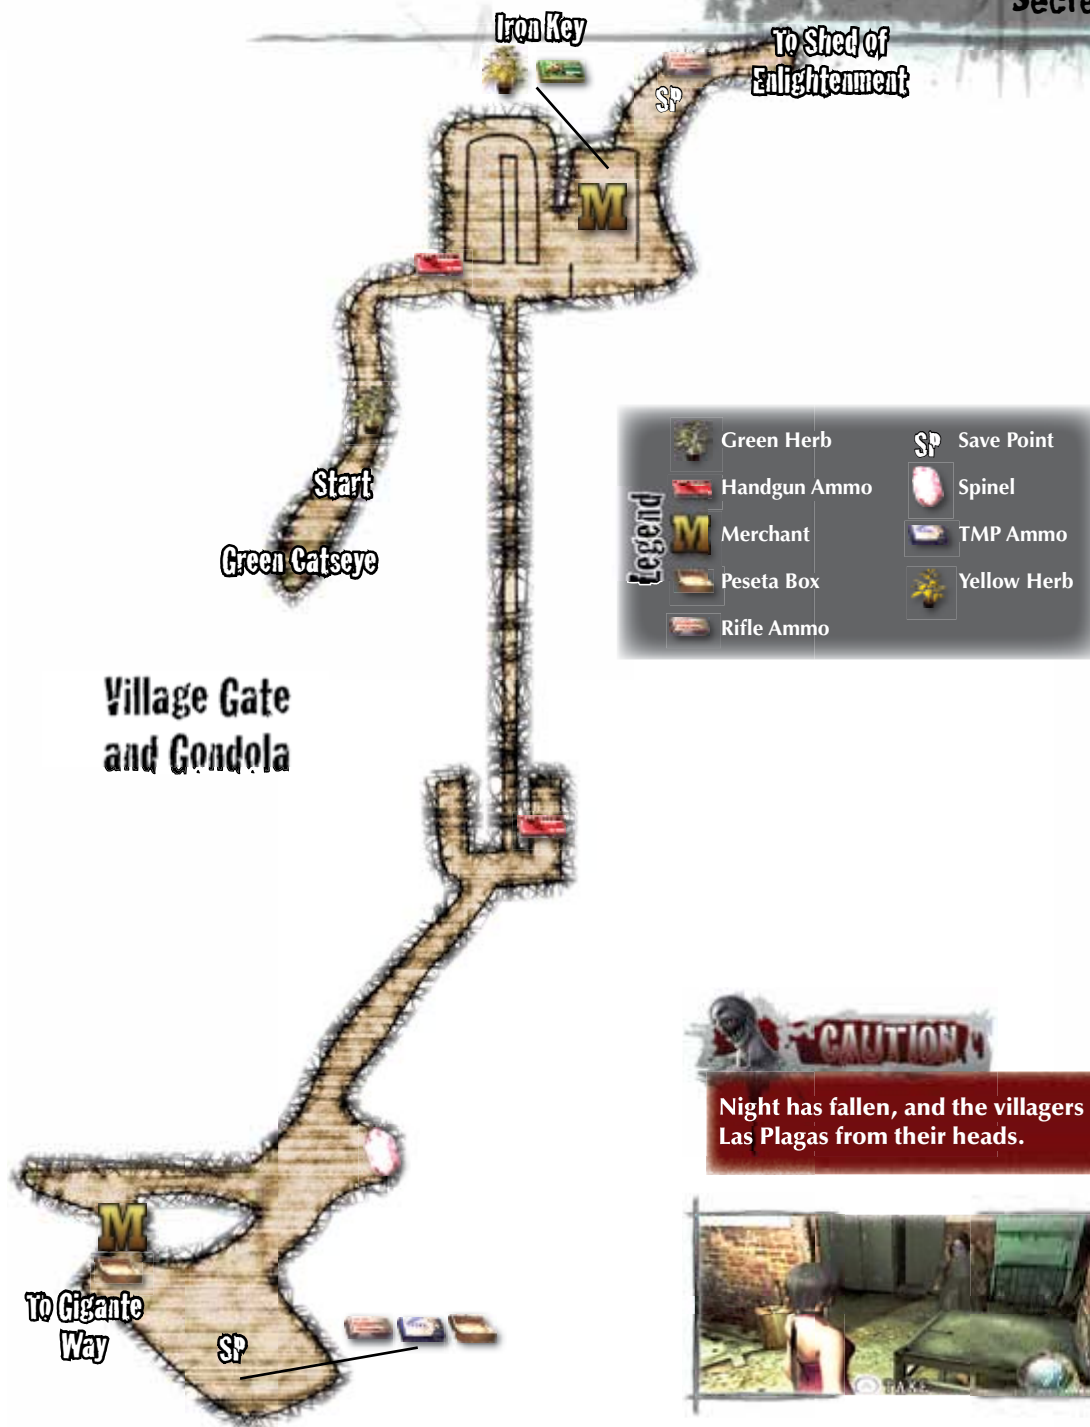 Iron Key
To Shed of
Enlightenment
SP
M
Start
Green Catseye
Legend
Green Herb
Handgun Ammo
M Merchant
Peseta Box
Rifle Ammo
SP Save Point
Spinel
TMP Ammo
Yellow Herb
Village Gate
and Gondola
CAUTION
Night has fallen, and the villagers
Las Plagas from their heads.
M
To Gigante
Way
SP
TAKE